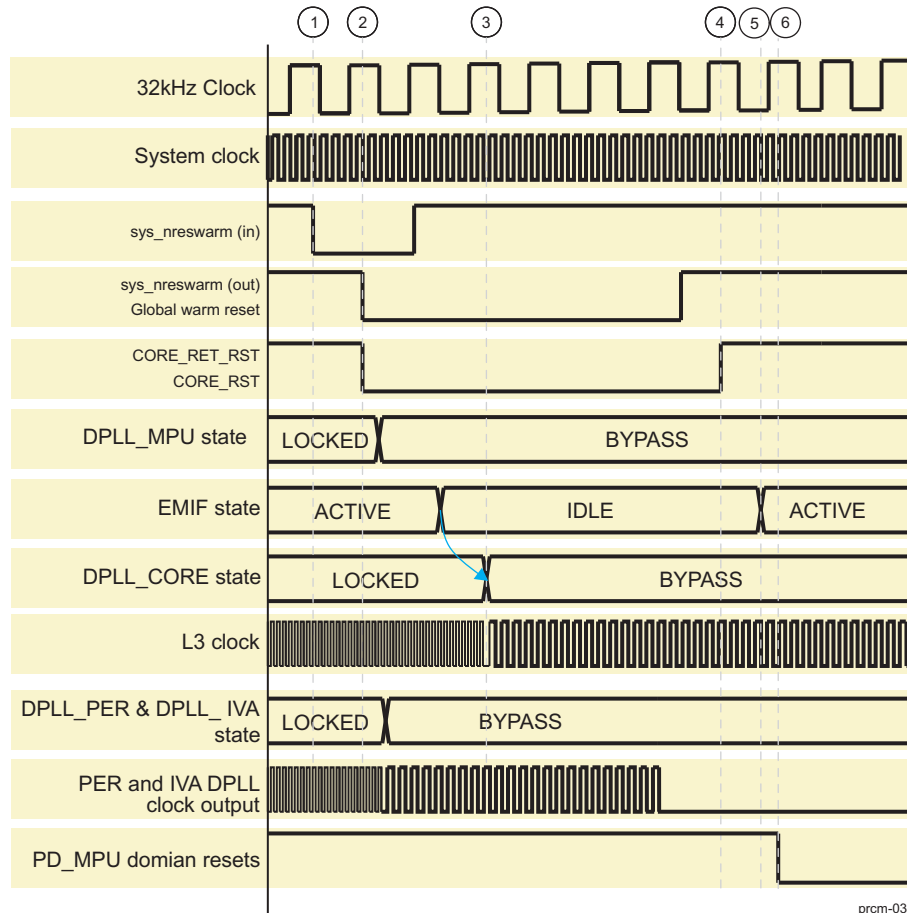 1 2 3 4 5 6
32kHz Clock
System clock
sys_nreswarm (in)
sys_nreswarm (out)
Global warm reset
CORE_RET_RST
CORE_RST
DPLL_MPU state
LOCKED BYPASS
EMIF state
ACTIVE IDLE ACTIVE
DPLL_CORE state
LOCKED BYPASS
L3 clock
DPLL_PER & DPLL_ IVA
state
LOCKED BYPASS
PER and IVA DPLL
clock output
PD_MPU domian resets
prcm-03